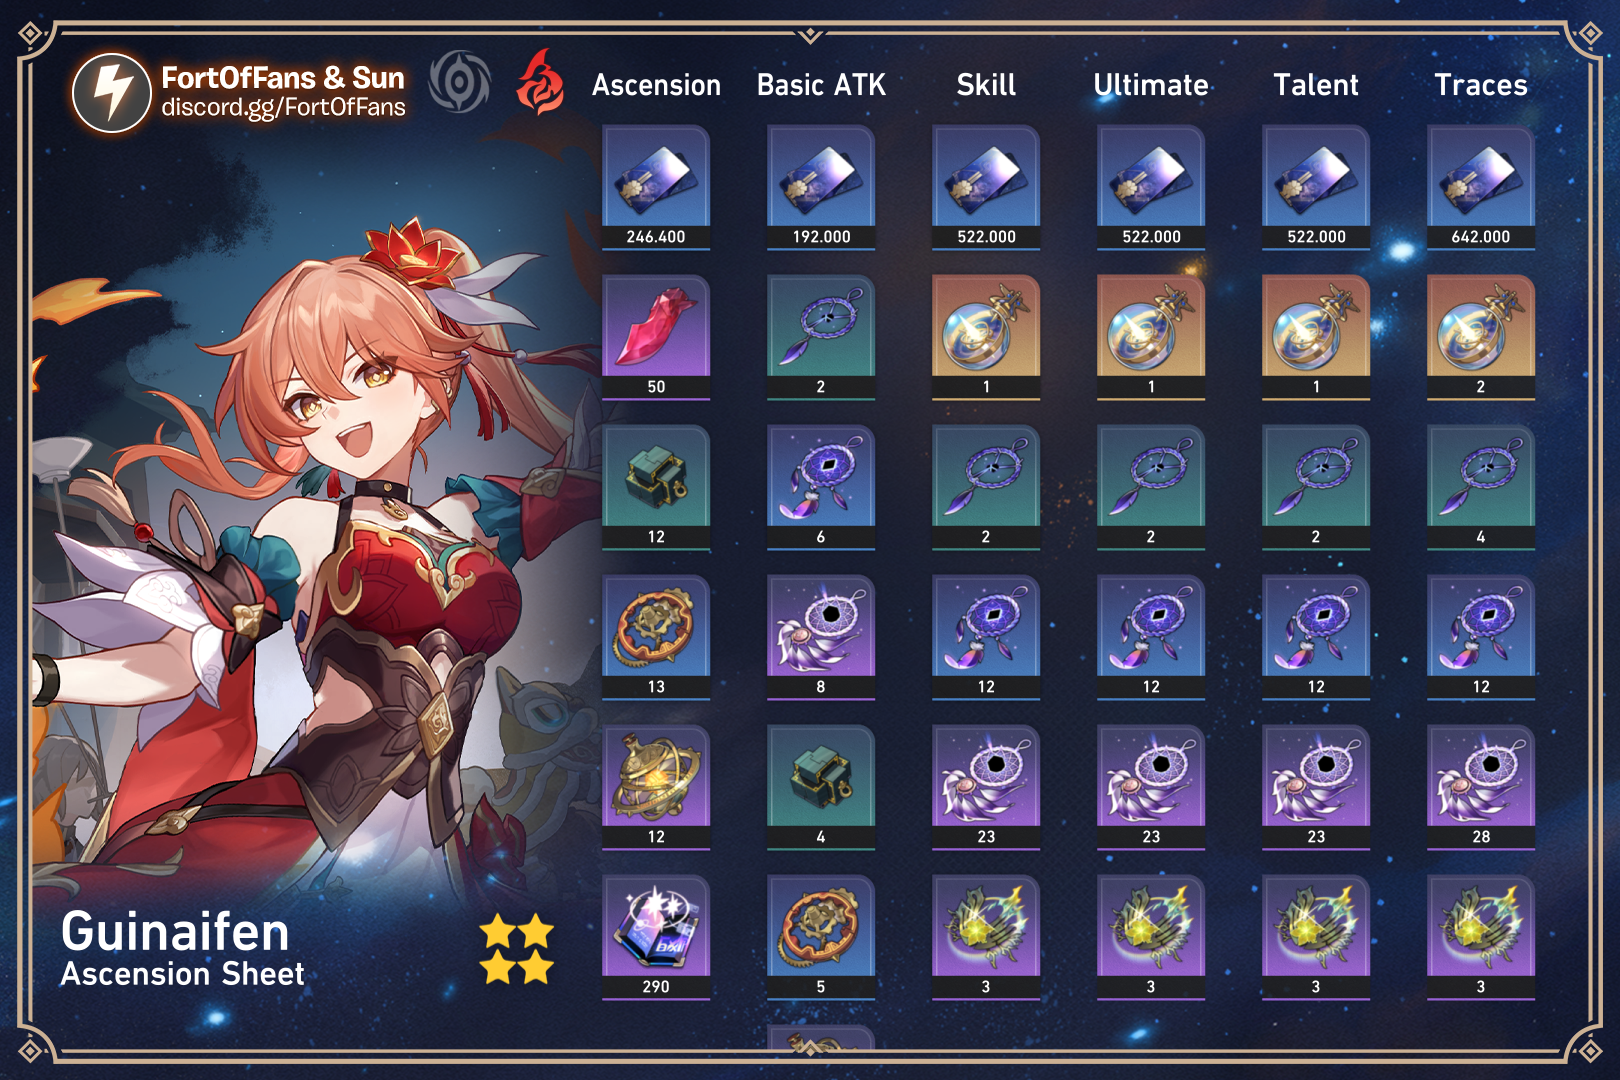 FortOfFans & Sun
discord.gg/FortOfFans
Ascension Basic ATK Skill Ultimate Talent Traces
246.400 192.000 522.000 522.000 522.000 642.000
50 2 1 1 1 2
12 6 2 2 2 4
13 8 12 12 12 12
12 4 23 23 23 28
290 5 3 3 3 3
Guinaifen
Ascension Sheet